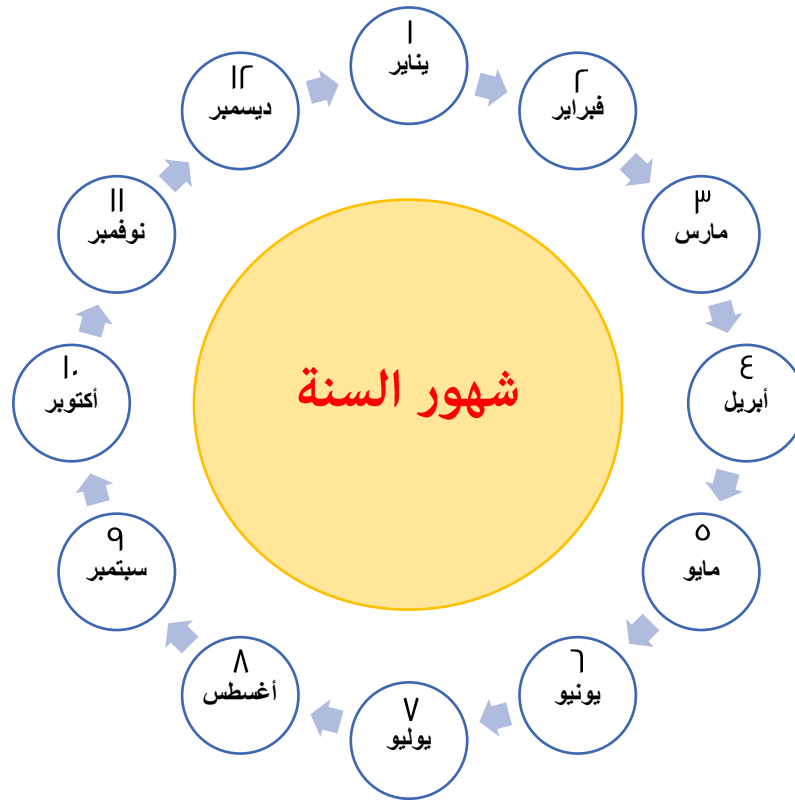 شهور السنة
١
يناير
٢
فبراير
٣
مارس
٤
أبريل
٥
مايو
٦
يونيو
٧
يوليو
٨
أغسطس
٩
سبتمبر
١٠
أكتوبر
١١
نوفمبر
١٢
ديسمبر